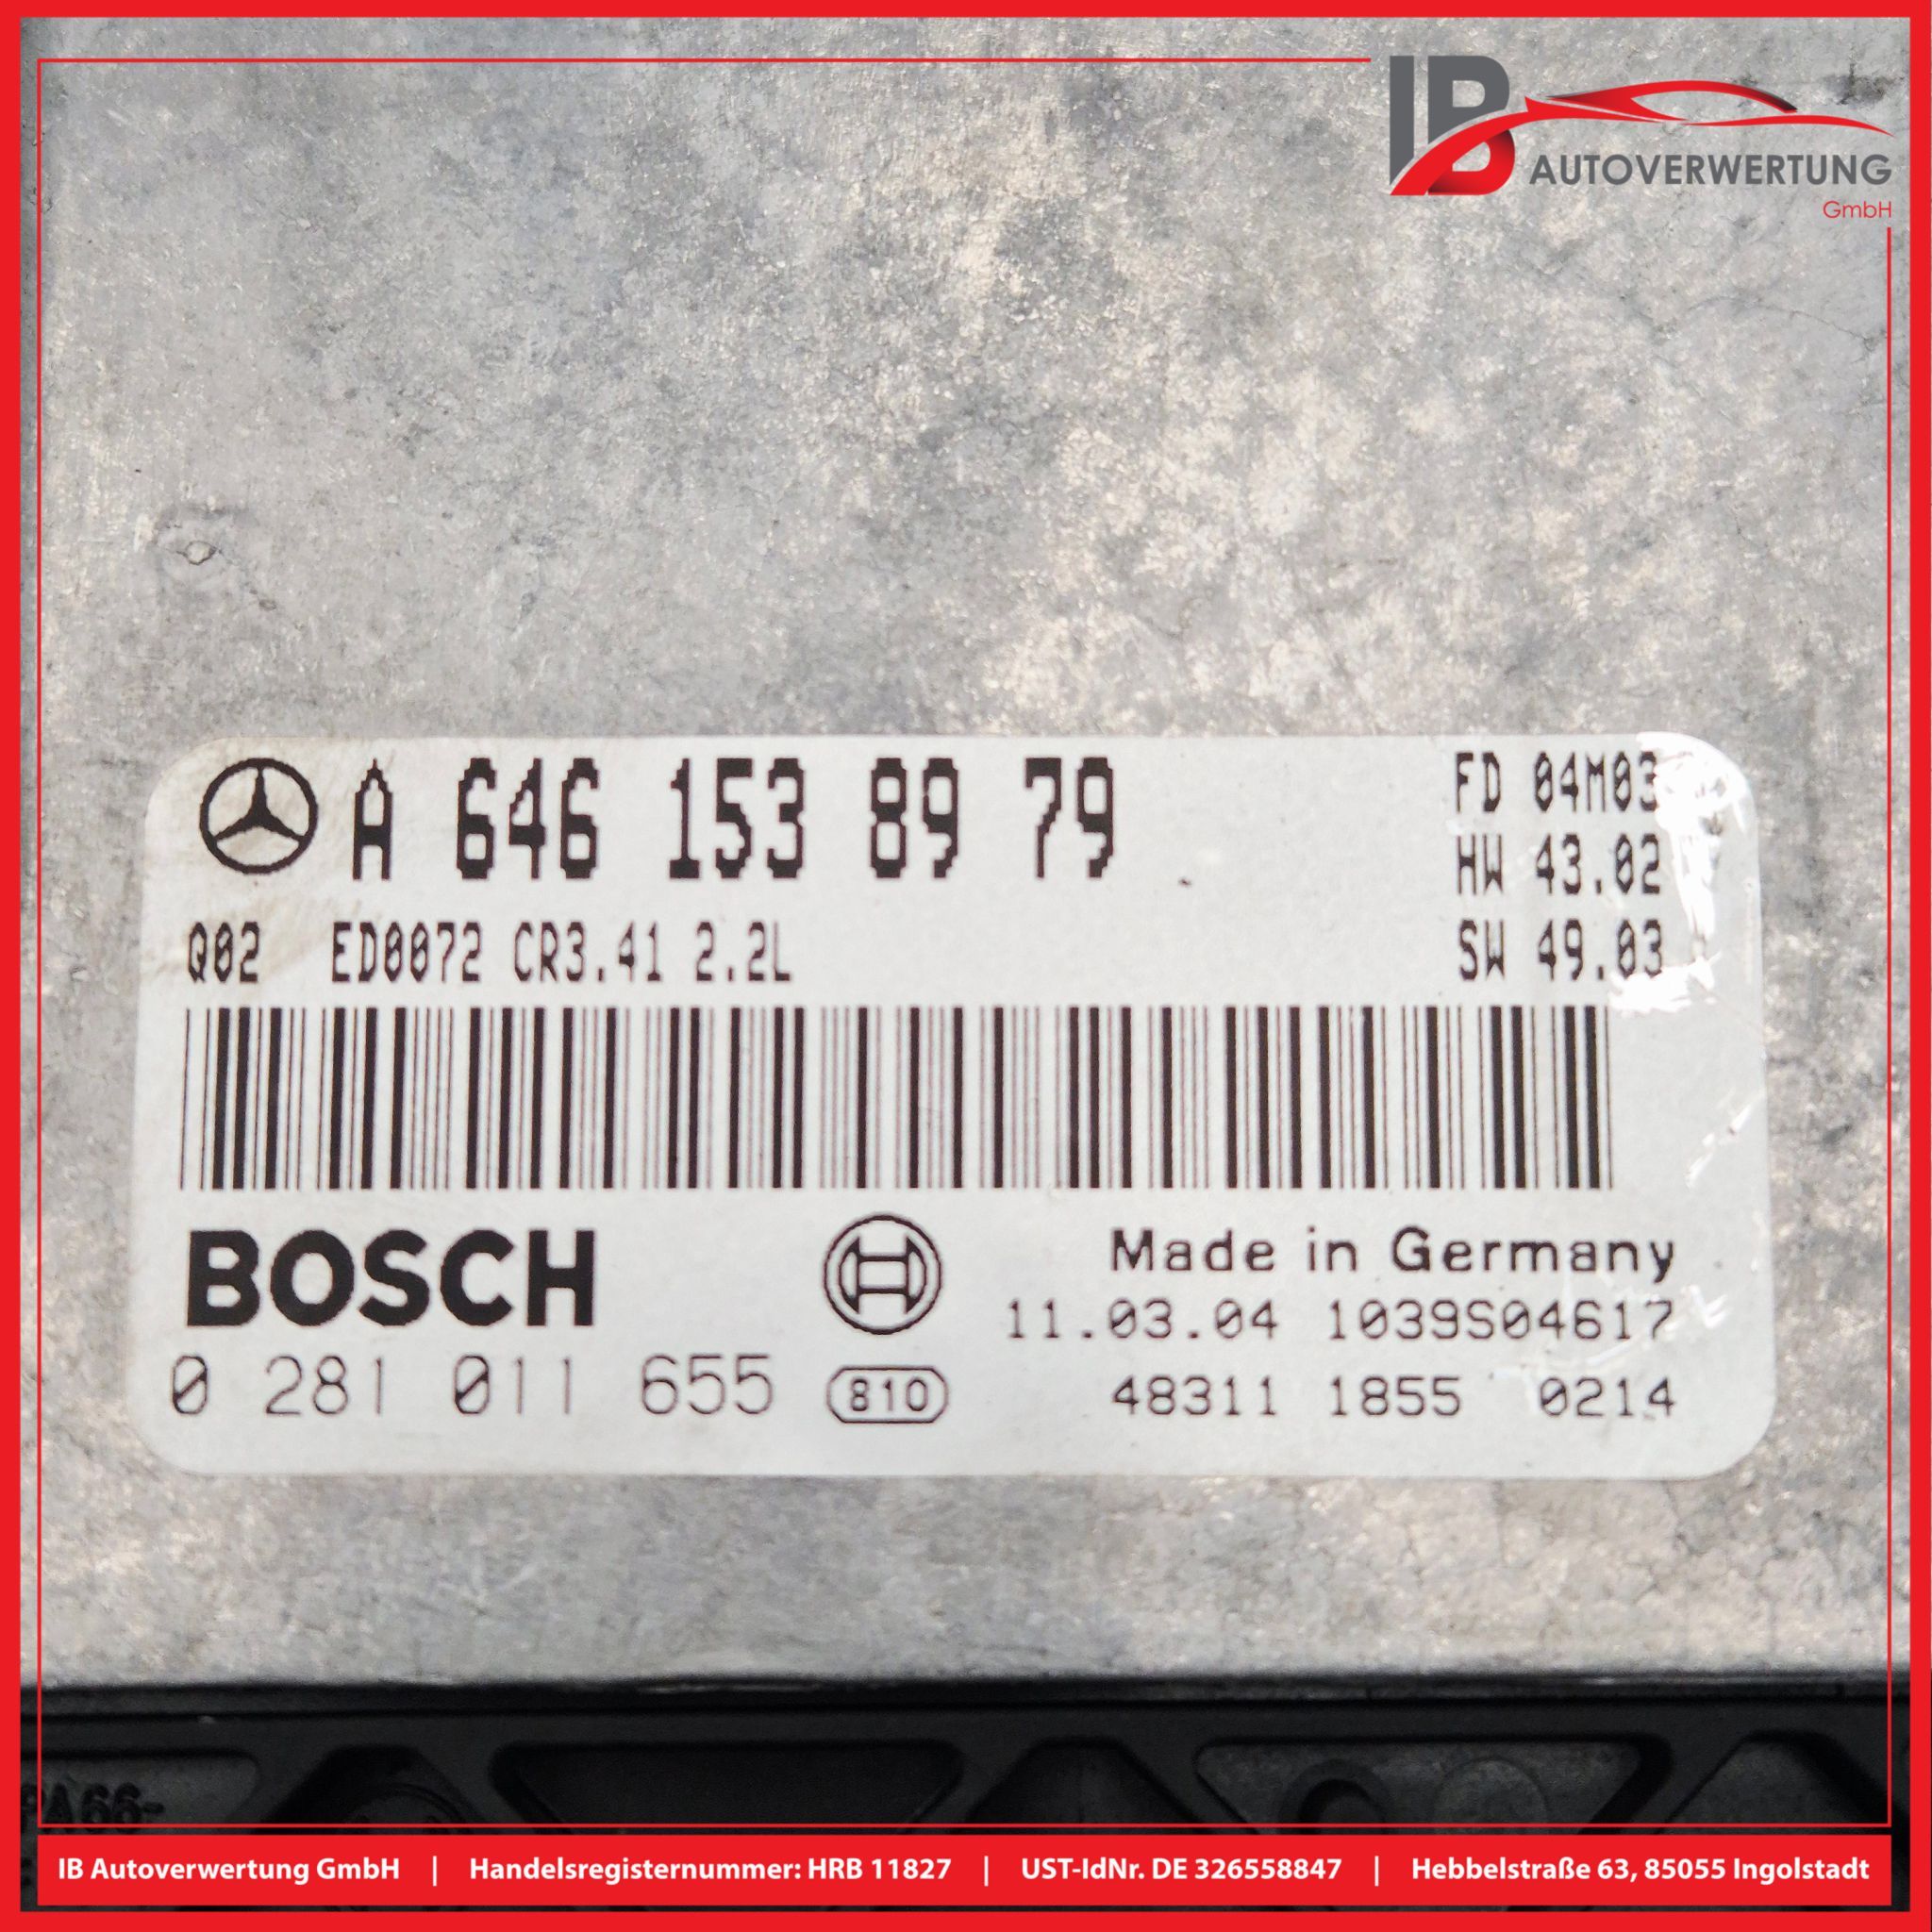 IB
AUTOVERWERTUNG
GmbH
A 646 153 89 79
FD 04M03
HW 43.02
Q02 ED0072 CR3.41 2.2L
SW 49.03
BOSCH
Made in Germany
11.03.04 1039S04617
0 281 011 655
810
48311 1855 0214
PA66-
IB Autoverwertung GmbH | Handelsregisternummer: HRB 11827 | UST-IdNr. DE 326558847 | Hebbelstraße 63, 85055 Ingolstadt